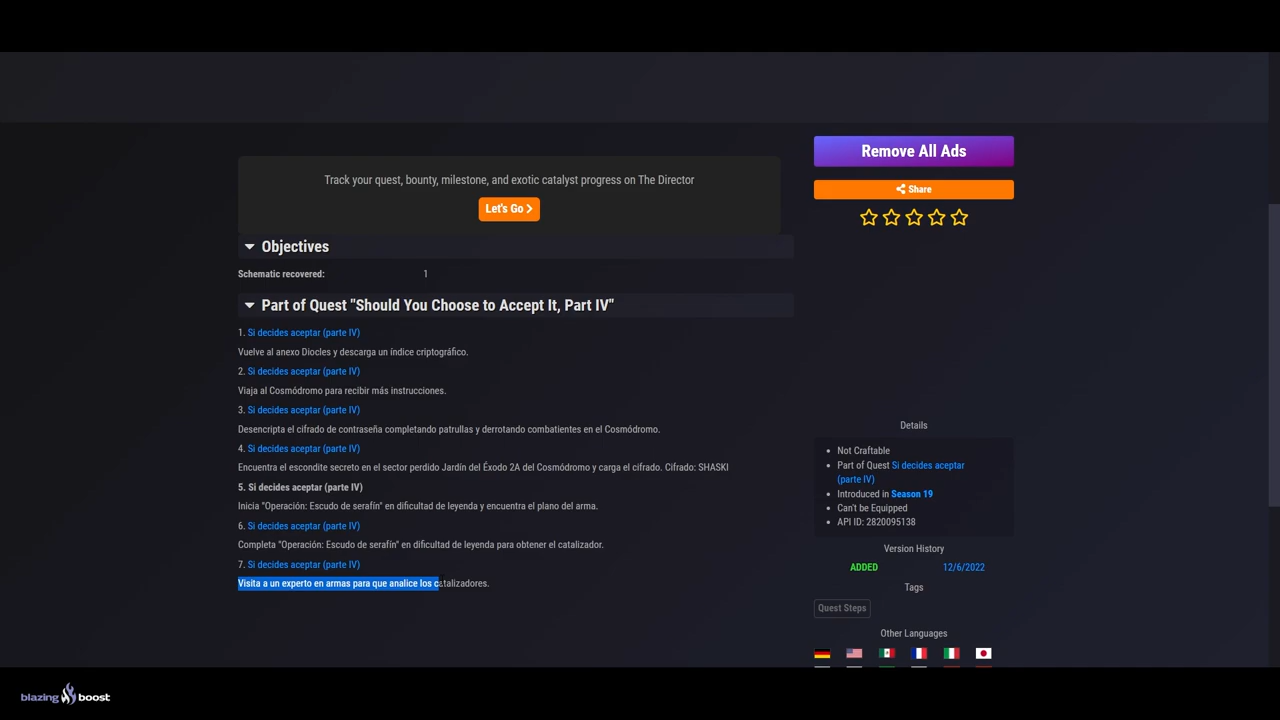 Track your quest, bounty, milestone, and exotic catalyst progress on The Director
Let's Go
Objectives
Schematic recovered: 1
Part of Quest "Should You Choose to Accept It, Part IV"
1. Si decides aceptar (parte IV)
Vuelve al anexo Diocles y descarga un índice criptográfico.
2. Si decides aceptar (parte IV)
Viaja al Cosmódromo para recibir más instrucciones.
3. Si decides aceptar (parte IV)
Desencripta el cifrado de contraseña completando patrullas y derrotando combatientes en el Cosmódromo.
4. Si decides aceptar (parte IV)
Encuentra el escondite secreto en el sector perdido Jardín del Éxodo 2A del Cosmódromo y carga el cifrado. Cifrado: SHASKI
5. Si decides aceptar (parte IV)
Inicia "Operación: Escudo de serafín" en dificultad de leyenda y encuentra el plano del arma.
6. Si decides aceptar (parte IV)
Completa "Operación: Escudo de serafín" en dificultad de leyenda para obtener el catalizador.
7. Si decides aceptar (parte IV)
Visita a un experto en armas para que analice los catalizadores.
Remove All Ads
Share
Details
Not Craftable
Part of Quest Si decides aceptar
(parte IV)
Introduced in Season 19
Can't be Equipped
API ID: 2820095138
Version History
ADDED 12/6/2022
Tags
Quest Steps
Other Languages
blazing boost